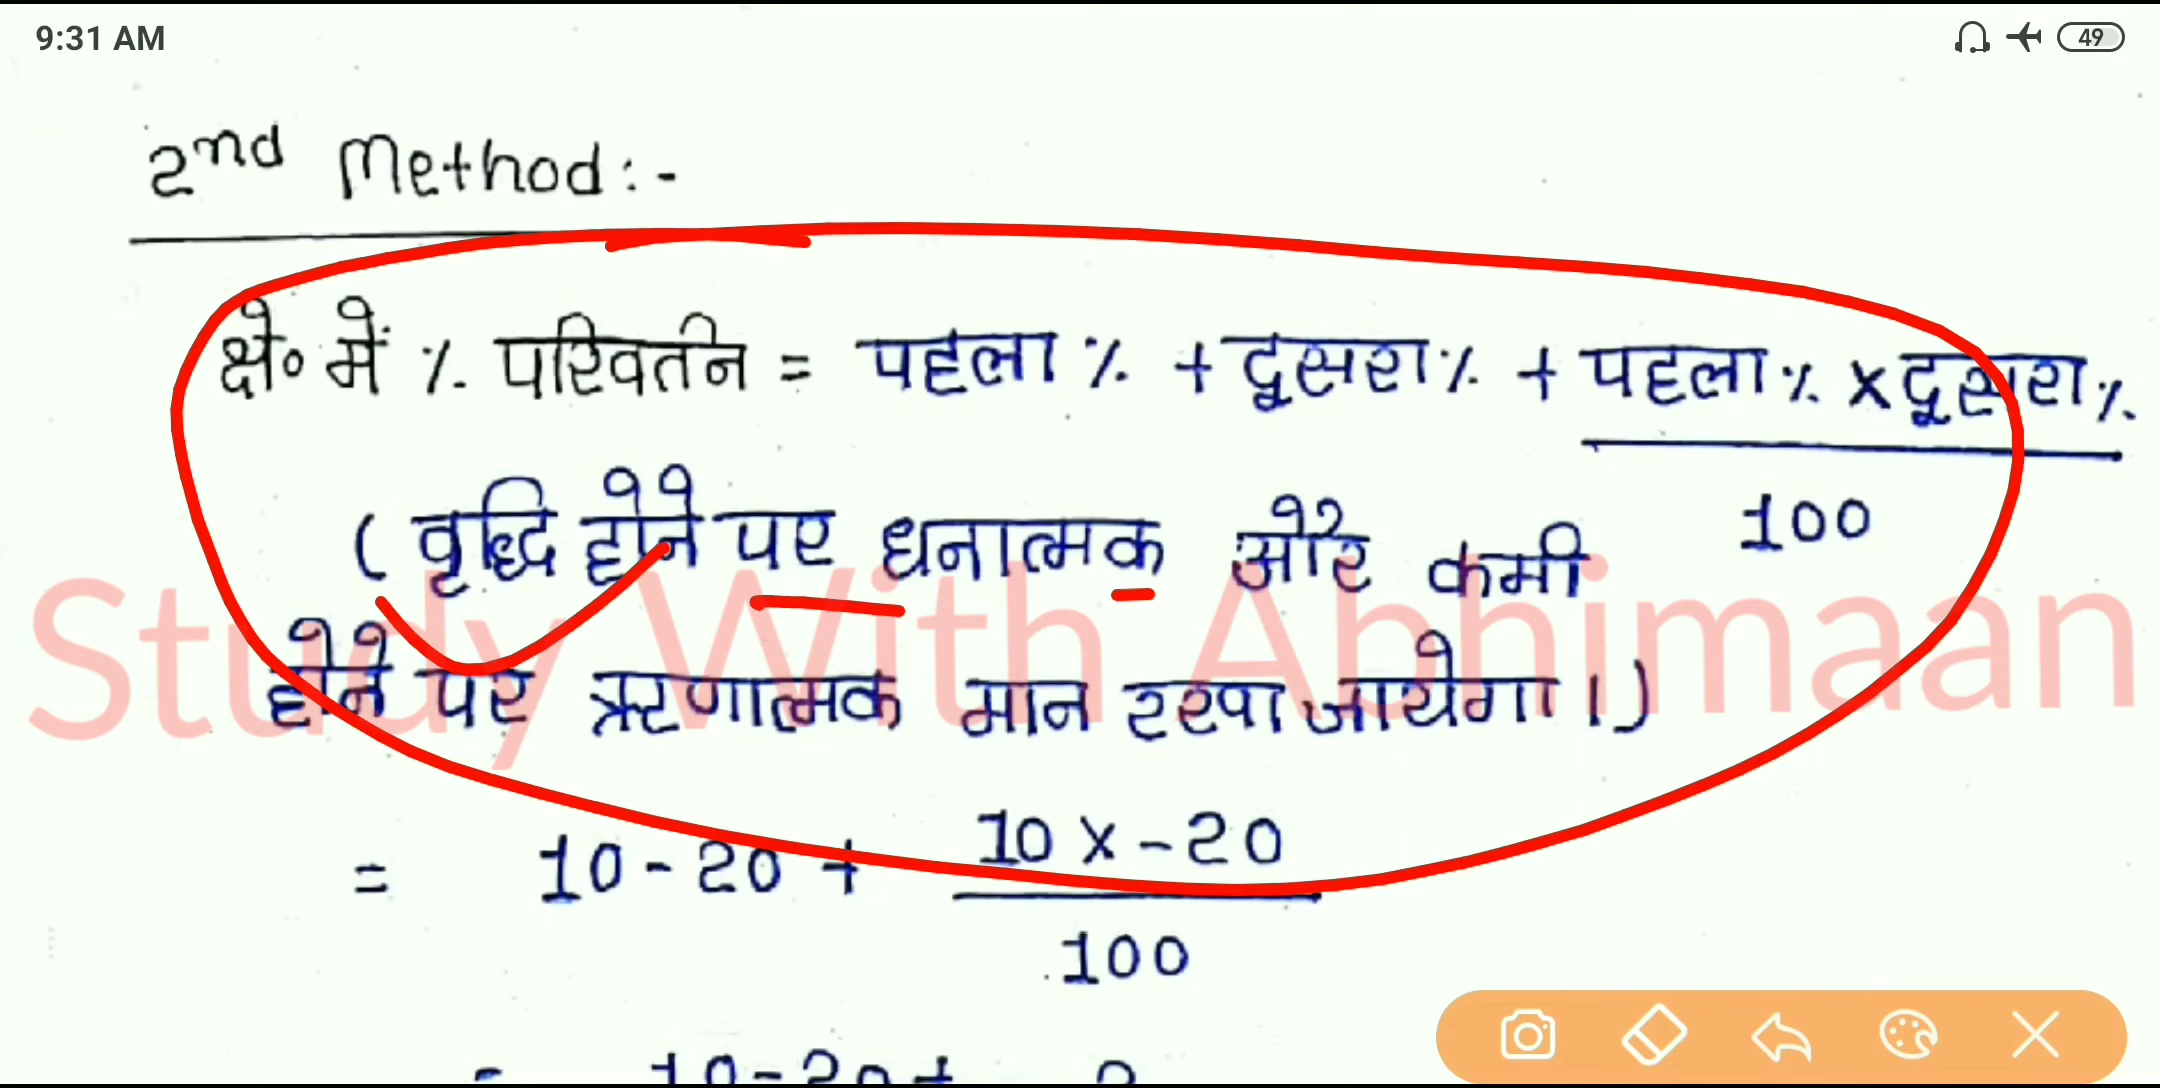 9:31 AM
49
2nd Method:-
क्षे० में % परिवर्तन = पहला % + दूसरा % + पहला % × दूसरा %
100
( वृद्धि होने पर धनात्मक और कमी
होने पर ऋणात्मक मान रखा जायेगा।)
Study With Abhimaan
= 10 - 20 + 10 × -20
100